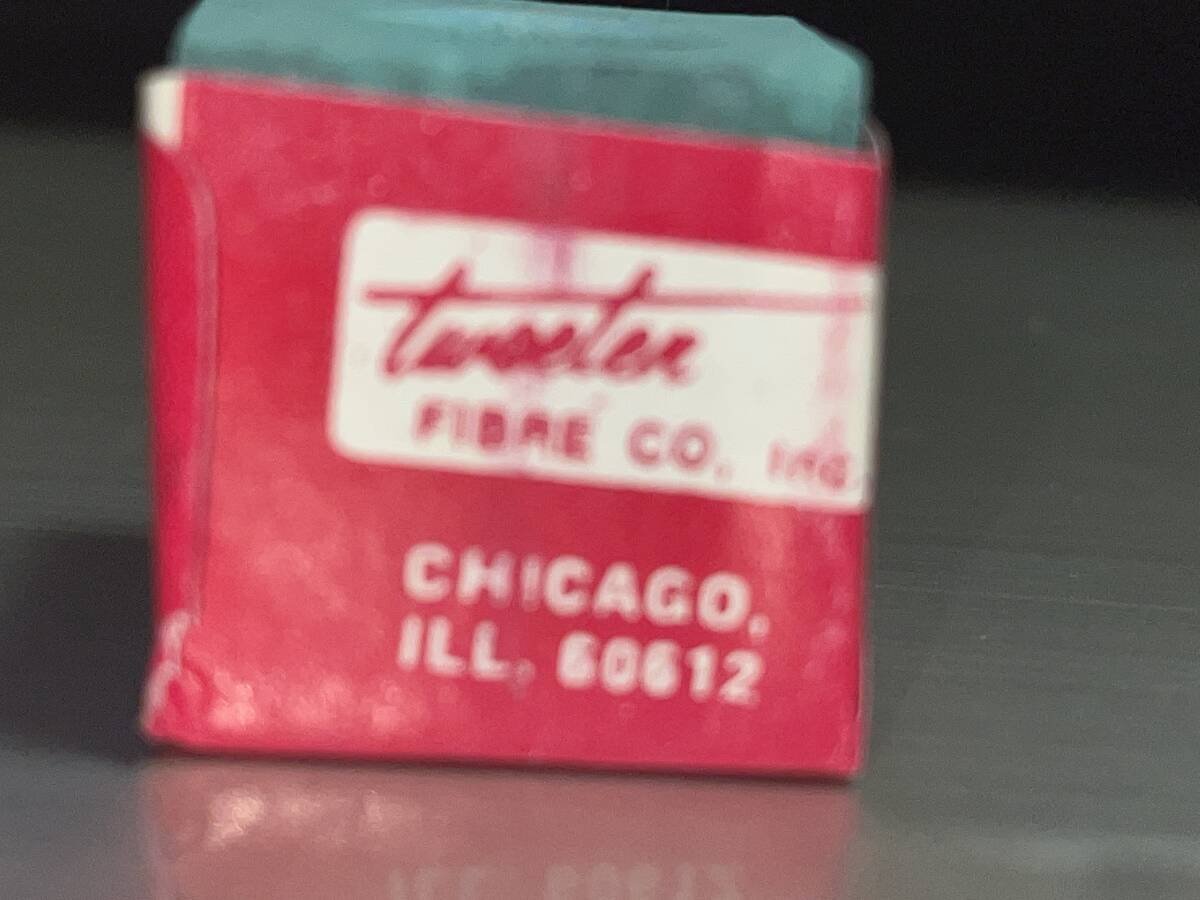 tweeten
FIBRE CO. Inc.
CHICAGO,
ILL, 60612